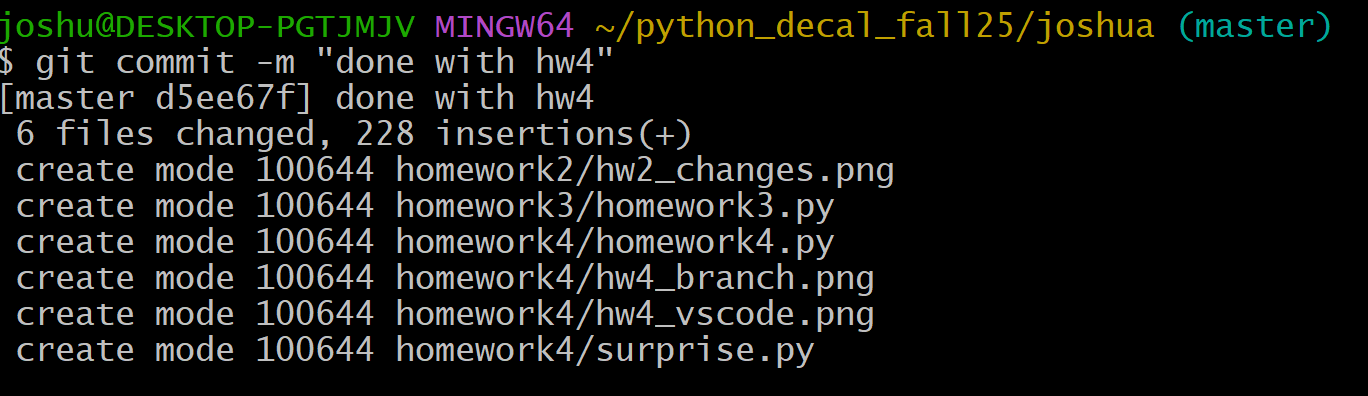 joshu@DESKTOP-PGTJMJV MINGW64 ~/python_decal_fall25/joshua (master)
$ git commit -m "done with hw4"
[master d5ee67f] done with hw4
 6 files changed, 228 insertions(+)
 create mode 100644 homework2/hw2_changes.png
 create mode 100644 homework3/homework3.py
 create mode 100644 homework4/homework4.py
 create mode 100644 homework4/hw4_branch.png
 create mode 100644 homework4/hw4_vscode.png
 create mode 100644 homework4/surprise.py